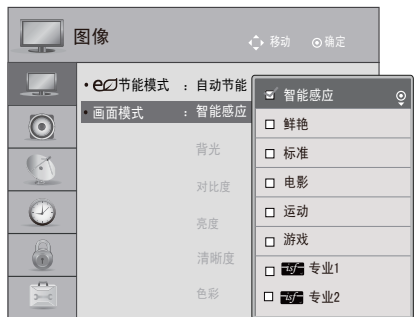 图像
移动 确定
节能模式 : 自动节能
画面模式 : 智能感应
背光
对比度
亮度
清晰度
色彩
智能感应
鲜艳
标准
电影
运动
游戏
isf 专业1
isf 专业2